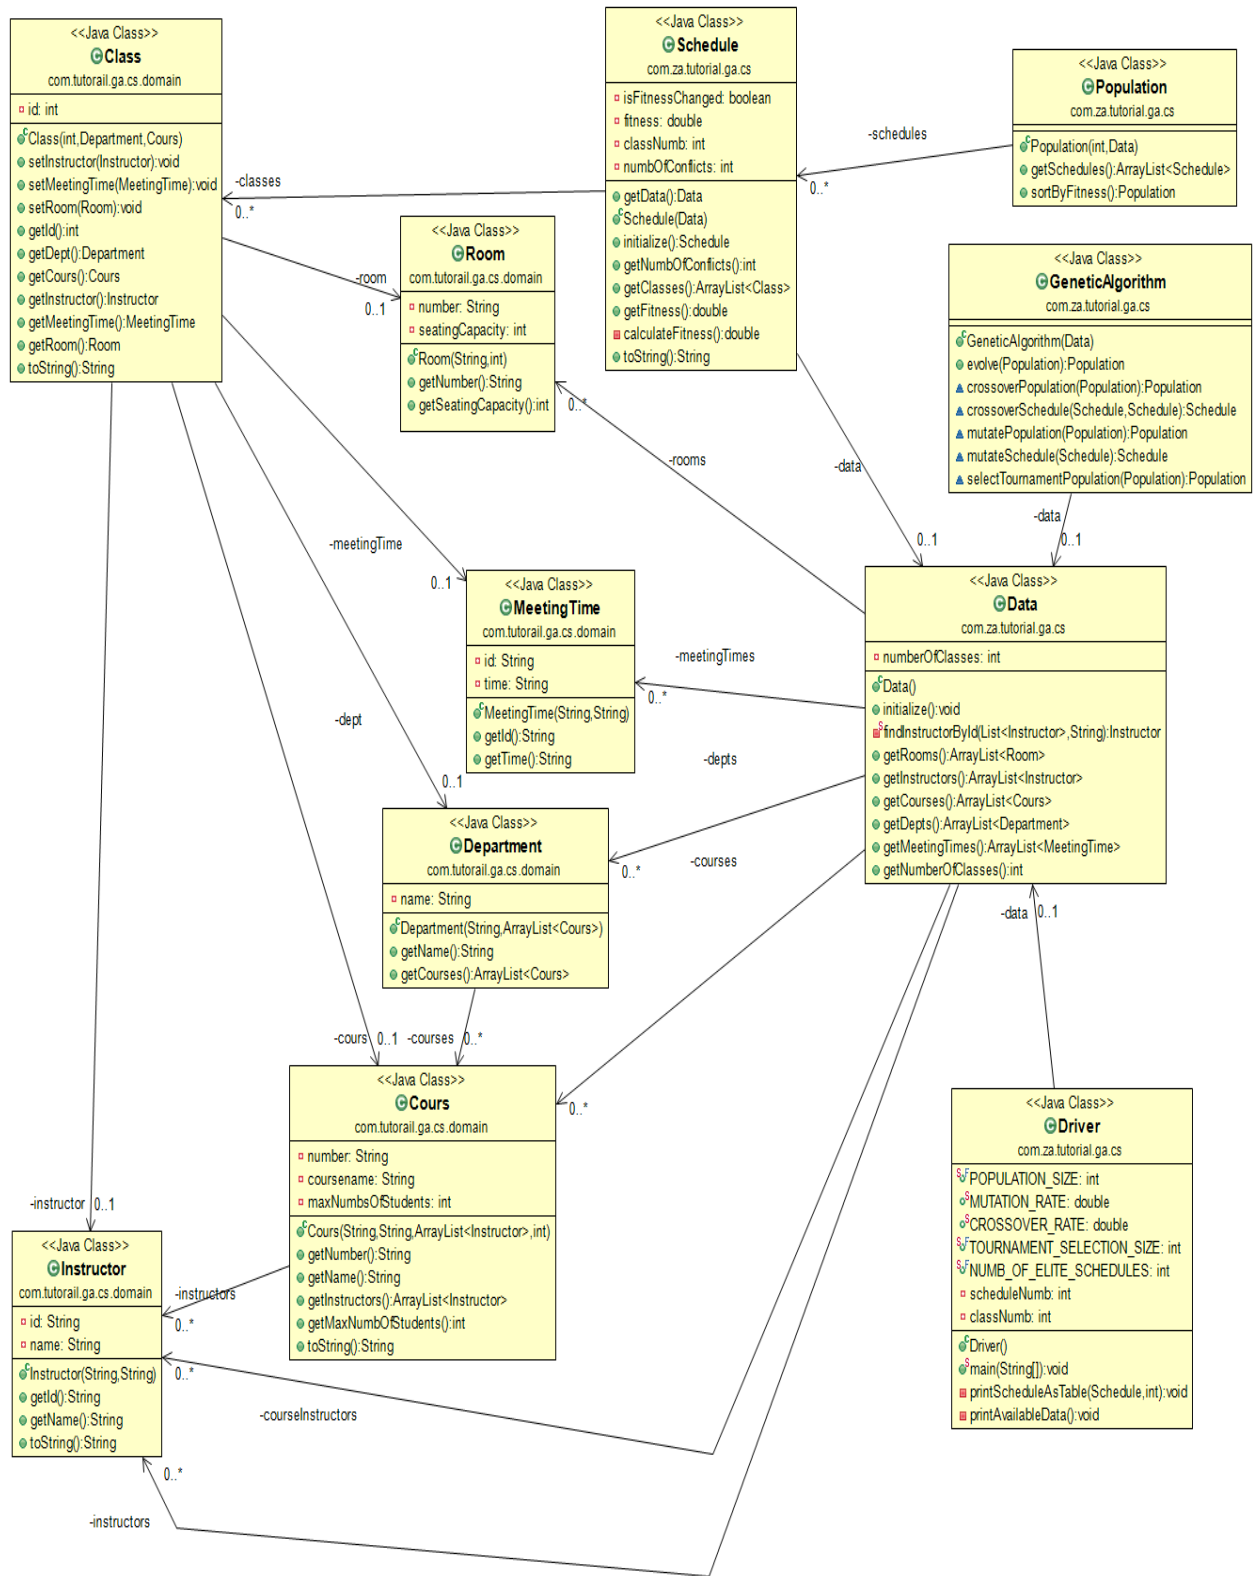 <<Java Class>>
Class
com.tutorail.ga.cs.domain
id: int
Class(int,Department,Cours)
setInstructor(Instructor):void
setMeetingTime(MeetingTime):void
setRoom(Room):void
getId():int
getDept():Department
getCours():Cours
getInstructor():Instructor
getMeetingTime():MeetingTime
getRoom():Room
toString():String
<<Java Class>>
Schedule
com.za.tutorial.ga.cs
isFitnessChanged: boolean
fitness: double
classNumb: int
numbOfConflicts: int
getData():Data
Schedule(Data)
initialize():Schedule
getNumbOfConflicts():int
getClasses():ArrayList<Class>
getFitness():double
calculateFitness():double
toString():String
<<Java Class>>
Population
com.za.tutorial.ga.cs
Population(int,Data)
getSchedules():ArrayList<Schedule>
sortByFitness():Population
-schedules
0..*
-classes
0..*
<<Java Class>>
Room
com.tutorail.ga.cs.domain
number: String
seatingCapacity: int
Room(String,int)
getNumber():String
getSeatingCapacity():int
-room
0..1
0..*
-rooms
<<Java Class>>
GeneticAlgorithm
com.za.tutorial.ga.cs
GeneticAlgorithm(Data)
evolve(Population):Population
crossoverPopulation(Population):Population
crossoverSchedule(Schedule,Schedule):Schedule
mutatePopulation(Population):Population
mutateSchedule(Schedule):Schedule
selectTournamentPopulation(Population):Population
-data
0..1
-data
0..1
-meetingTime
0..1
<<Java Class>>
MeetingTime
com.tutorail.ga.cs.domain
id: String
time: String
MeetingTime(String,String)
getId():String
getTime():String
-meetingTimes
0..*
<<Java Class>>
Data
com.za.tutorial.ga.cs
numberOfClasses: int
Data()
initialize():void
findInstructorById(List<Instructor>,String):Instructor
getRooms():ArrayList<Room>
getInstructors():ArrayList<Instructor>
getCourses():ArrayList<Cours>
getDepts():ArrayList<Department>
getMeetingTimes():ArrayList<MeetingTime>
getNumberOfClasses():int
-dept
0..1
-depts
0..*
<<Java Class>>
Department
com.tutorail.ga.cs.domain
name: String
Department(String,ArrayList<Cours>)
getName():String
getCourses():ArrayList<Cours>
-courses
0..*
-data
0..1
-cours
0..1
-courses
0..*
<<Java Class>>
Cours
com.tutorail.ga.cs.domain
number: String
coursename: String
maxNumbsOfStudents: int
Cours(String,String,ArrayList<Instructor>,int)
getNumber():String
getName():String
getInstructors():ArrayList<Instructor>
getMaxNumbOfStudents():int
toString():String
<<Java Class>>
Driver
com.za.tutorial.ga.cs
POPULATION_SIZE: int
MUTATION_RATE: double
CROSSOVER_RATE: double
TOURNAMENT_SELECTION_SIZE: int
NUMB_OF_ELITE_SCHEDULES: int
scheduleNumb: int
classNumb: int
Driver()
main(String[]):void
printScheduleAsTable(Schedule,int):void
printAvailableData():void
-instructor
0..1
<<Java Class>>
Instructor
com.tutorail.ga.cs.domain
id: String
name: String
Instructor(String,String)
getId():String
getName():String
toString():String
-instructors
0..*
0..*
-courseInstructors
0..*
-instructors